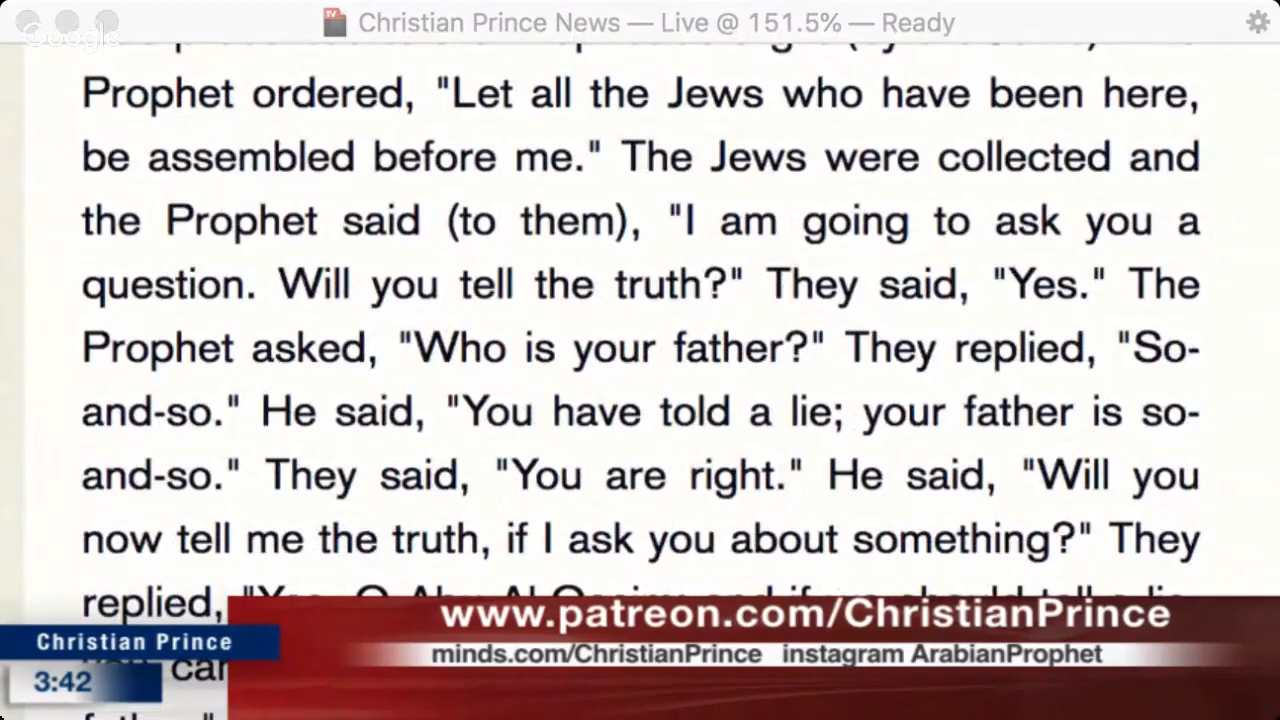 Christian Prince News — Live @ 151.5% — Ready
Google
Prophet ordered, "Let all the Jews who have been here,
be assembled before me." The Jews were collected and
the Prophet said (to them), "I am going to ask you a
question. Will you tell the truth?" They said, "Yes." The
Prophet asked, "Who is your father?" They replied, "So-
and-so." He said, "You have told a lie; your father is so-
and-so." They said, "You are right." He said, "Will you
now tell me the truth, if I ask you about something?" They
replied,
www.patreon.com/ChristianPrince
Christian Prince
minds.com/ChristianPrince instagram ArabianProphet
car
3:42